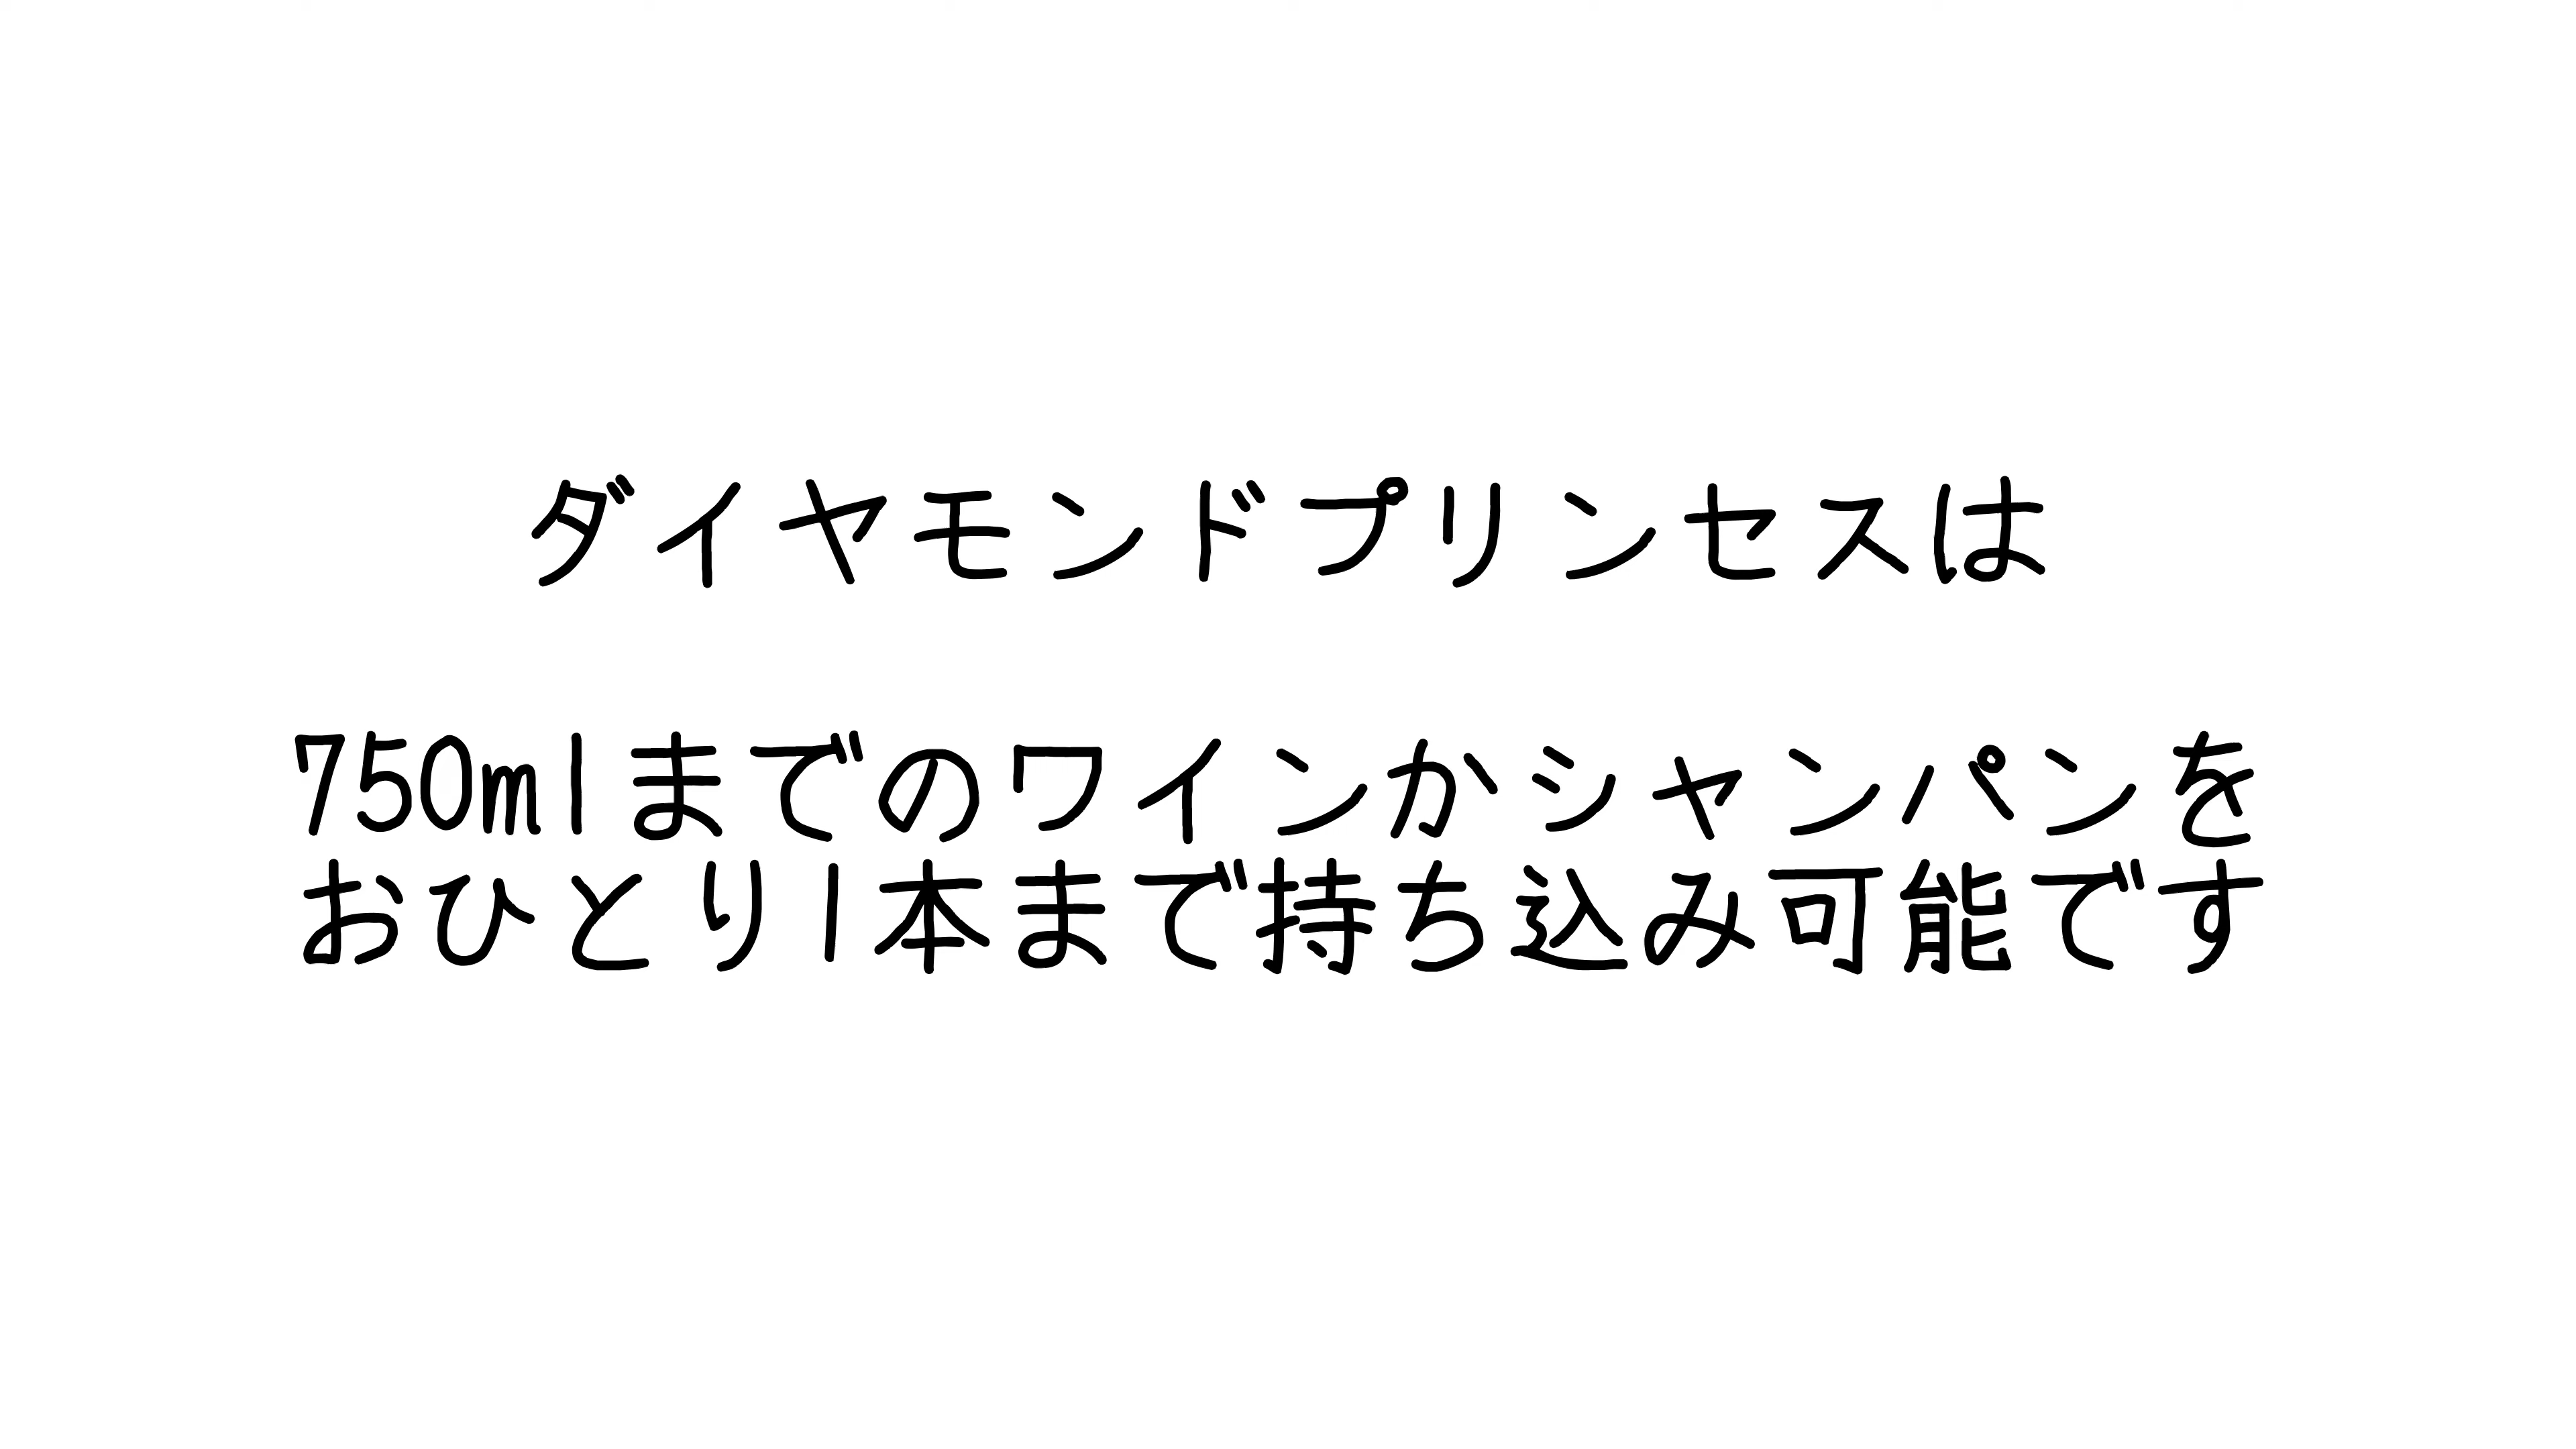 ダイヤモンドプリンセスは
750mlまでのワインかシャンパンを
おひとり1本まで持ち込み可能です